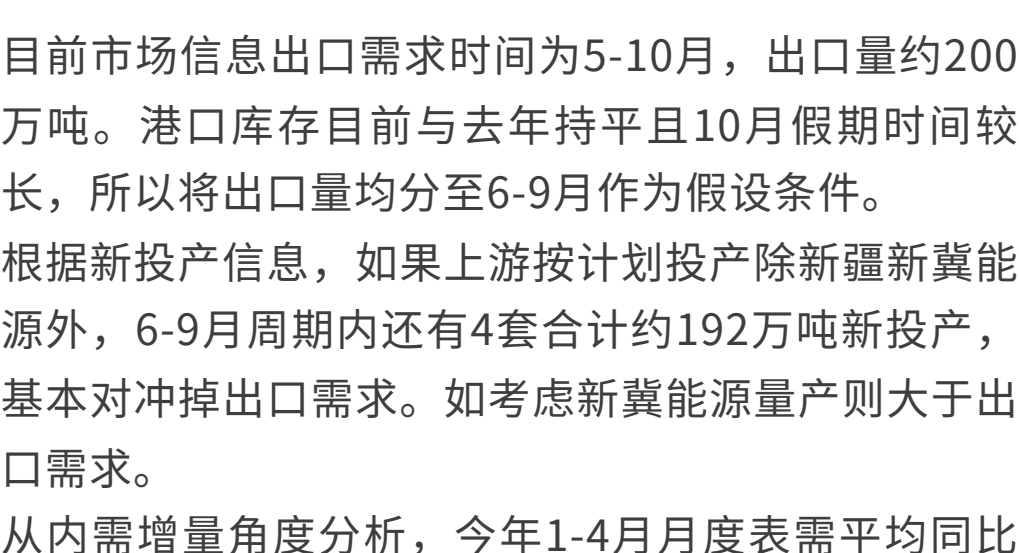 目前市场信息出口需求时间为5-10月，出口量约200
万吨。港口库存目前与去年持平且10月假期时间较
长，所以将出口量均分至6-9月作为假设条件。
根据新投产信息，如果上游按计划投产除新疆新冀能
源外，6-9月周期内还有4套合计约192万吨新投产，
基本对冲掉出口需求。如考虑新冀能源量产则大于出
口需求。
从内需增量角度分析，今年1-4月月度表需平均同比